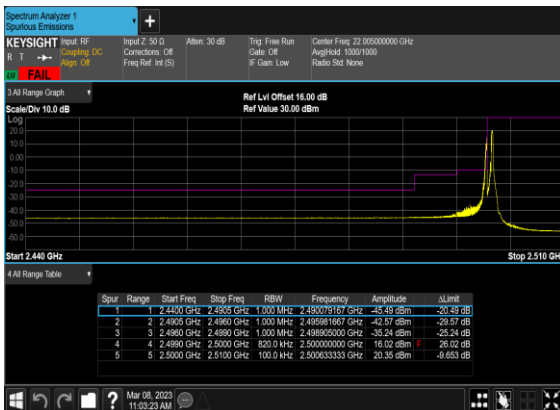 Spectrum Analyzer 1
Spurious Emissions
KEYSIGHT
R T
LV
FAIL
Input: RF
Coupling: DC
Align: Off
Input Z: 50 Ω
Corrections: Off
Freq Ref: Int (S)
Atten: 30 dB
Trig: Free Run
Gate: Off
IF Gain: Low
Center Freq: 22.005000000 GHz
Avg|Hold: 1000/1000
Radio Std: None
3 All Range Graph
Scale/Div 10.0 dB
Ref Lvl Offset 16.00 dB
Ref Value 30.00 dBm
Log
20.0
10.0
0.00
-10.0
-20.0
-30.0
-40.0
-50.0
-60.0
Start 2.440 GHz
Stop 2.510 GH
4 All Range Table
Spur Range Start Freq Stop Freq RBW Frequency Amplitude ΔLimit
1 1 2.4400 GHz 2.4905 GHz 1.000 MHz 2.490079167 GHz -45.49 dBm -20.49 dB
2 2 2.4905 GHz 2.4960 GHz 1.000 MHz 2.495981667 GHz -42.57 dBm -29.57 dB
3 3 2.4960 GHz 2.4990 GHz 1.000 MHz 2.498905000 GHz -35.24 dBm -25.24 dB
4 4 2.4990 GHz 2.5000 GHz 820.0 kHz 2.500000000 GHz 16.02 dBm F 26.02 dB
5 5 2.5000 GHz 2.5100 GHz 100.0 kHz 2.500633333 GHz 20.35 dBm -9.653 dB
Mar 08, 2023
11:03:23 AM